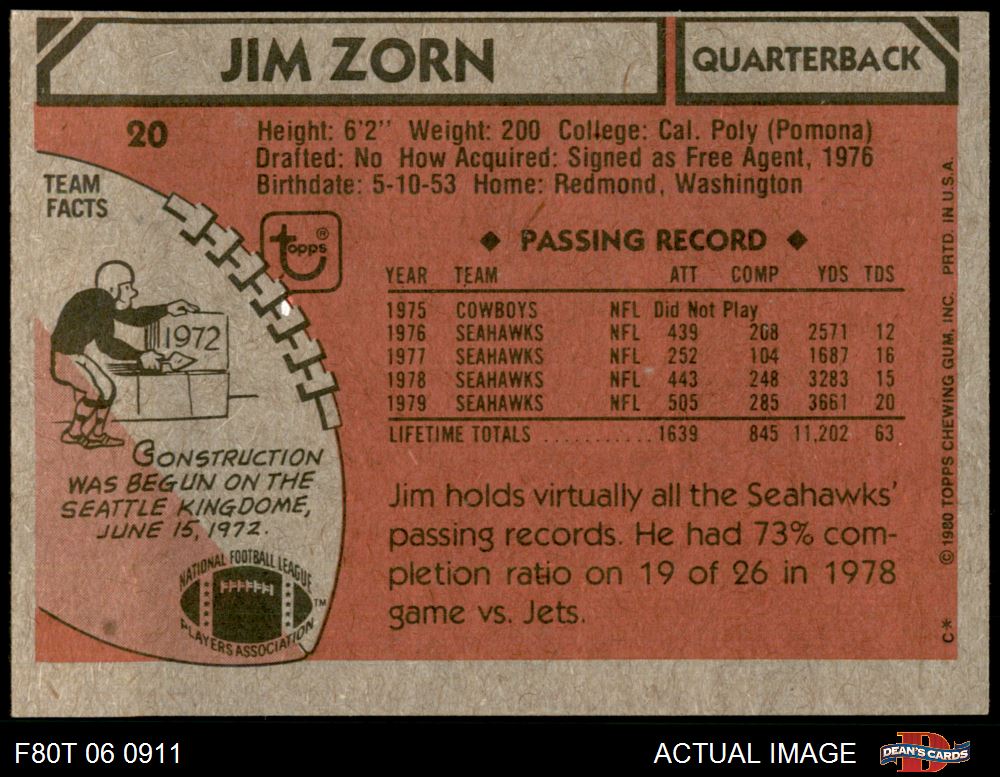 JIM ZORN
QUARTERBACK
20
Height: 6'2" Weight: 200 College: Cal. Poly (Pomona)
Drafted: No How Acquired: Signed as Free Agent, 1976
Birthdate: 5-10-53 Home: Redmond, Washington
TEAM
FACTS
topps ®
1972
CONSTRUCTION
WAS BEGUN ON THE
SEATTLE KINGDOME,
JUNE 15, 1972.
NATIONAL FOOTBALL LEAGUE
PLAYERS ASSOCIATION
TM
◆ PASSING RECORD ◆
YEAR TEAM ATT COMP YDS TDS
1975 COWBOYS NFL Did Not Play
1976 SEAHAWKS NFL 439 208 2571 12
1977 SEAHAWKS NFL 252 104 1687 16
1978 SEAHAWKS NFL 443 248 3283 15
1979 SEAHAWKS NFL 505 285 3661 20
LIFETIME TOTALS .......... 1639 845 11,202 63
Jim holds virtually all the Seahawks'
passing records. He had 73% com-
pletion ratio on 19 of 26 in 1978
game vs. Jets.
© 1980 TOPPS CHEWING GUM, INC. PRTD. IN U.S.A.
C*
F80T 06 0911
ACTUAL IMAGE
D
DEAN'S CARDS